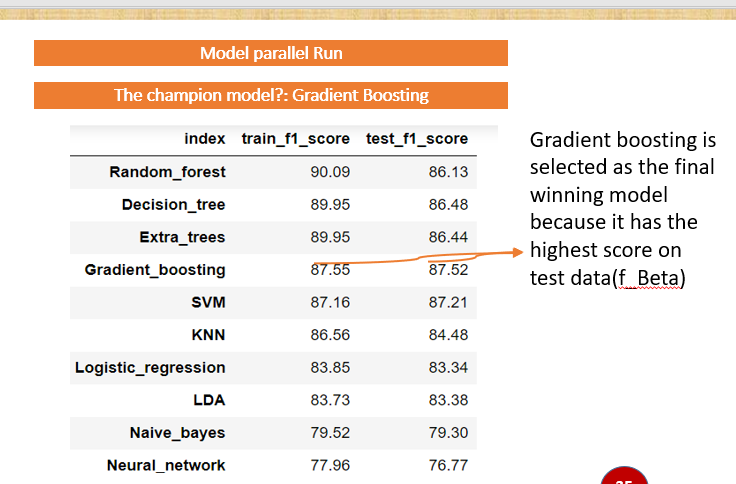 Model parallel Run
The champion model?: Gradient Boosting
index train_f1_score test_f1_score
Random_forest 90.09 86.13
Decision_tree 89.95 86.48
Extra_trees 89.95 86.44
Gradient_boosting 87.55 87.52
SVM 87.16 87.21
KNN 86.56 84.48
Logistic_regression 83.85 83.34
LDA 83.73 83.38
Naive_bayes 79.52 79.30
Neural_network 77.96 76.77
Gradient boosting is
selected as the final
winning model
because it has the
highest score on
test data(f_Beta)